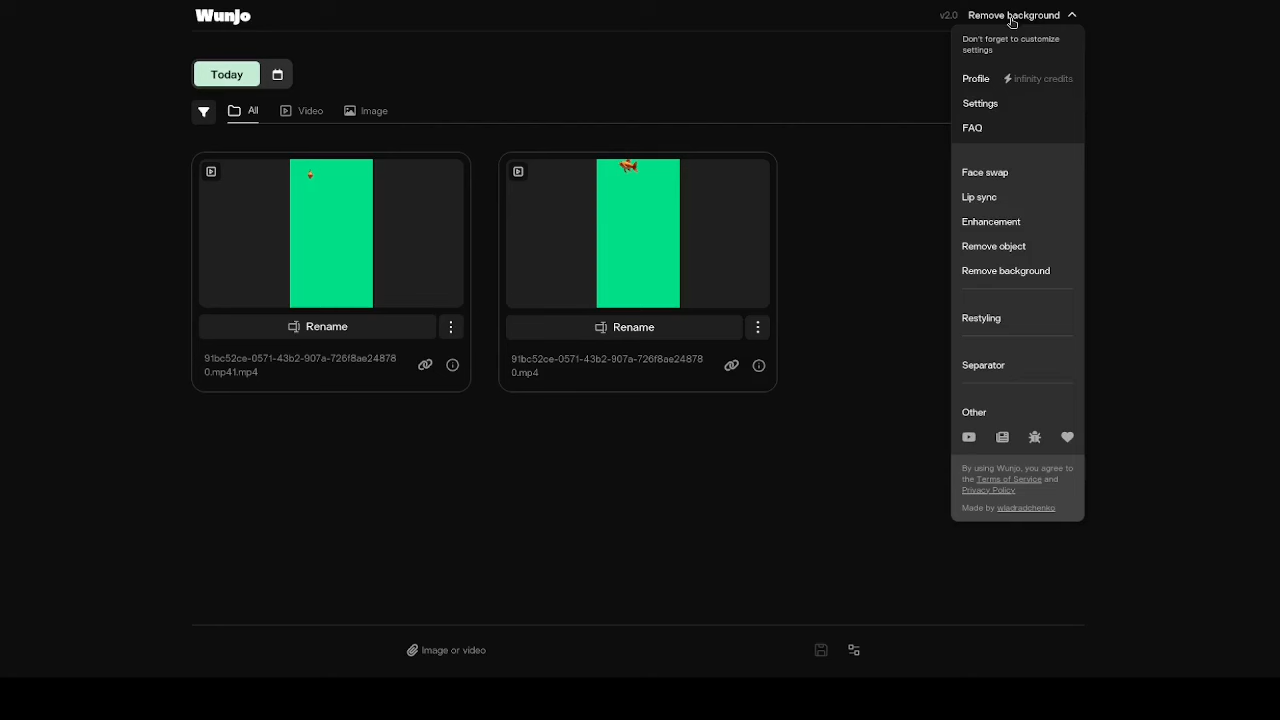 Wunjo
v2.0 Remove background
Don't forget to customize
settings
Profile infinity credits
Settings
FAQ
Today
All Video Image
Face swap
Lip sync
Enhancement
Remove object
Remove background
Restyling
Separator
Other
By using Wunjo, you agree to
the Terms of Service and
Privacy Policy
Made by wladradchenko
Rename
91bc52ce-0571-43b2-907a-726f8ae24878
0.mp41.mp4
Rename
91bc52ce-0571-43b2-907a-726f8ae24878
0.mp4
Image or video